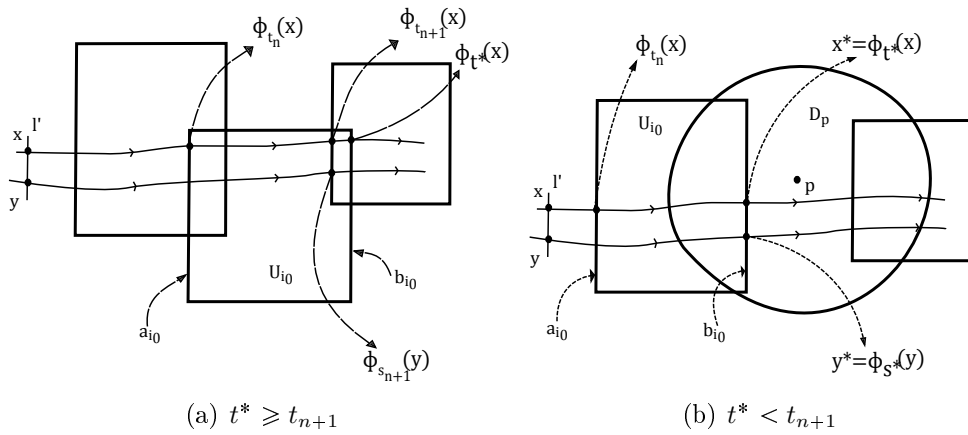 ϕ_{t_n}(x)
ϕ_{t_{n+1}}(x)
ϕ_{t*}(x)
x l'
y
U_{i_0}
a_{i_0}
b_{i_0}
ϕ_{s_{n+1}}(y)
(a) t* ⩾ t_{n+1}
ϕ_{t_n}(x)
x*=ϕ_{t*}(x)
U_{i_0}
D_p
p
x l'
y
a_{i_0}
b_{i_0}
y*=ϕ_{s*}(y)
(b) t* < t_{n+1}